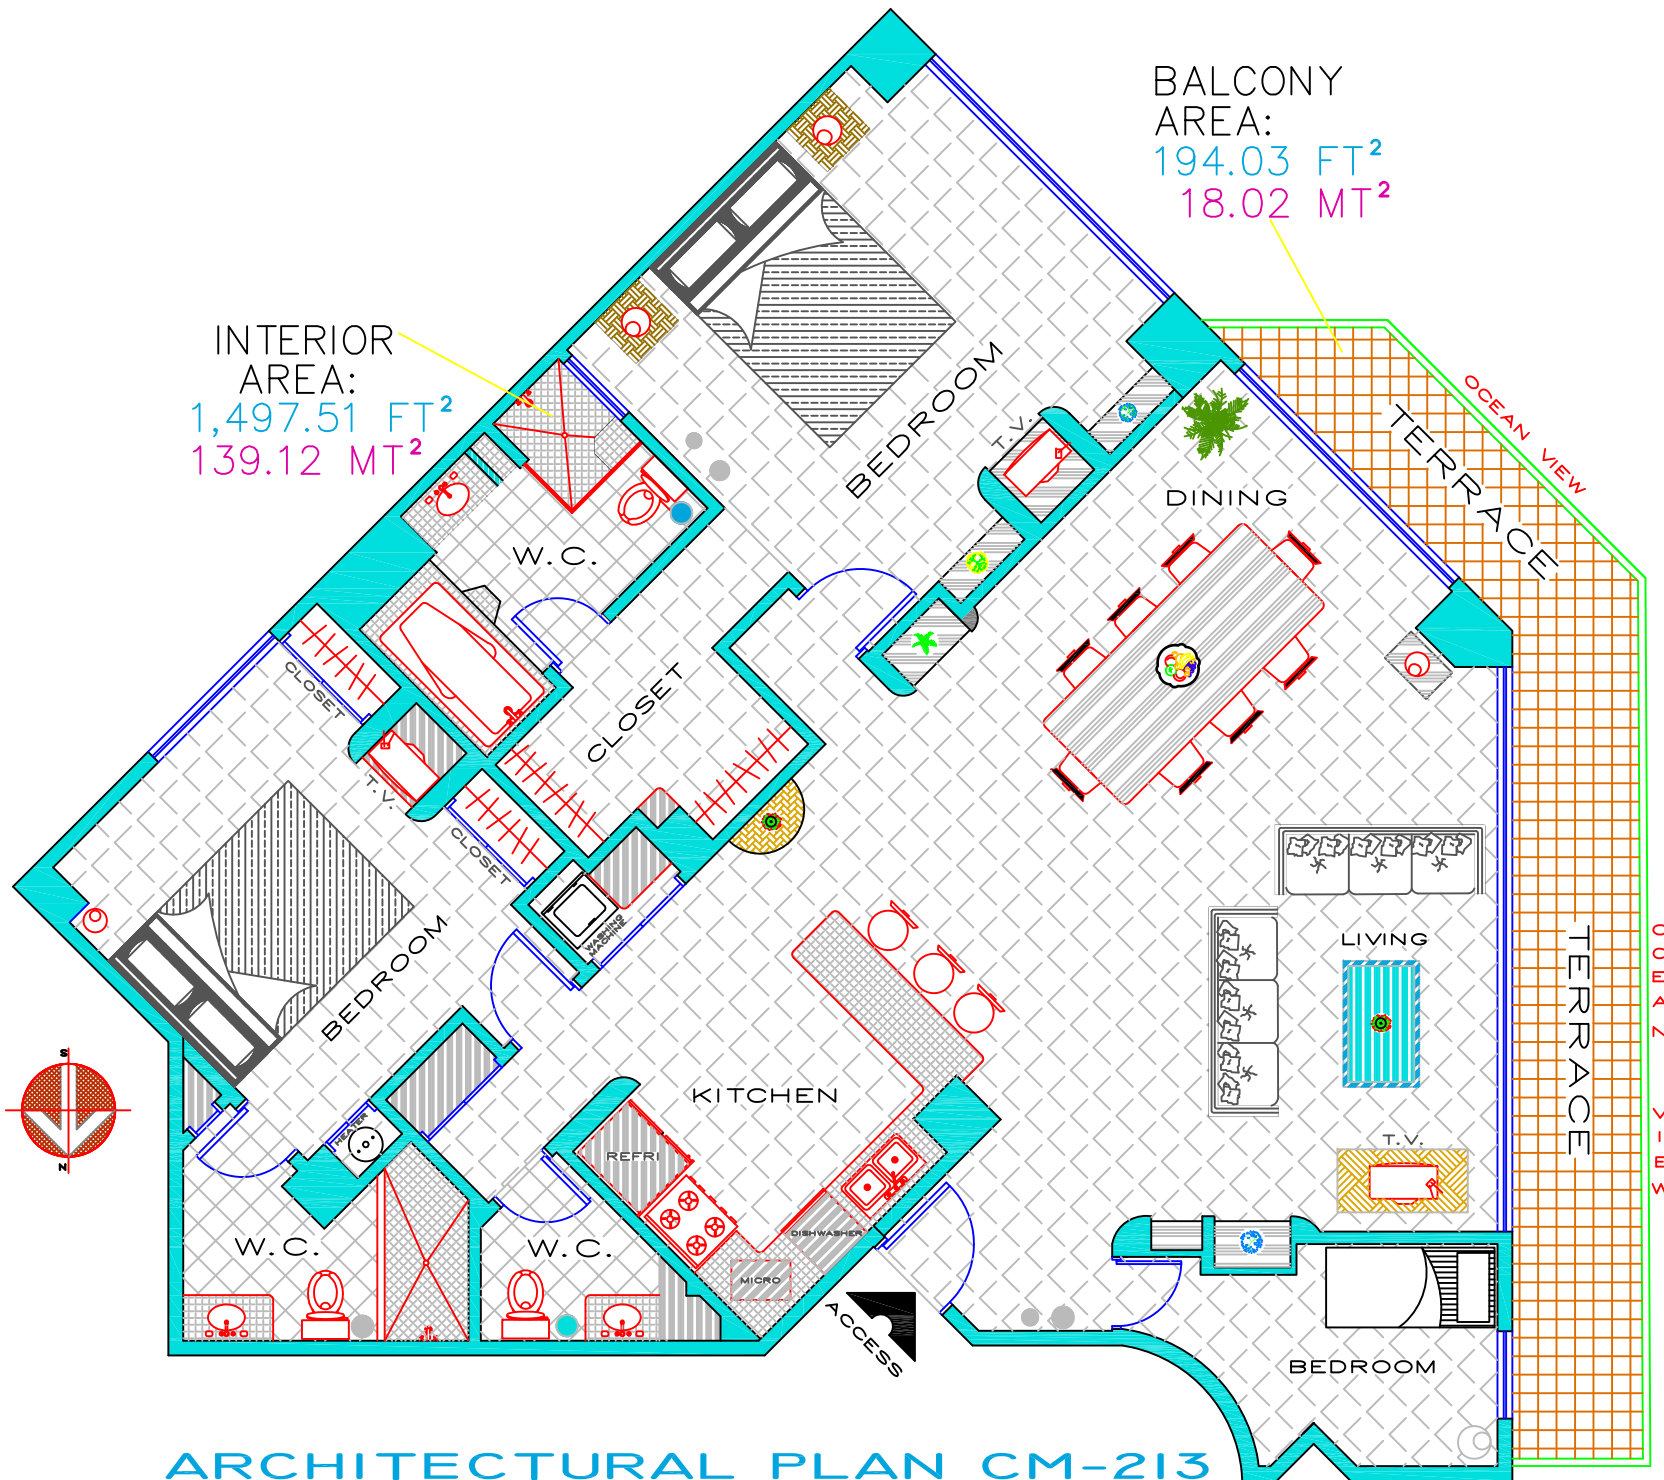 BALCONY
AREA:
194.03 FT²
18.02 MT²
INTERIOR
AREA:
1,497.51 FT²
139.12 MT²
OCEAN VIEW
TERRACE
BEDROOM
T.V.
DINING
W.C.
CLOSET
CLOSET
T.V.
CLOSET
BEDROOM
WASHING
MACHINE
LIVING
TERRACE
OCEAN VIEW
KITCHEN
S
N
HEATER
REFRI
T.V.
W.C.
W.C.
DISHWASHER
MICRO
ACCESS
BEDROOM
ARCHITECTURAL PLAN CM-213